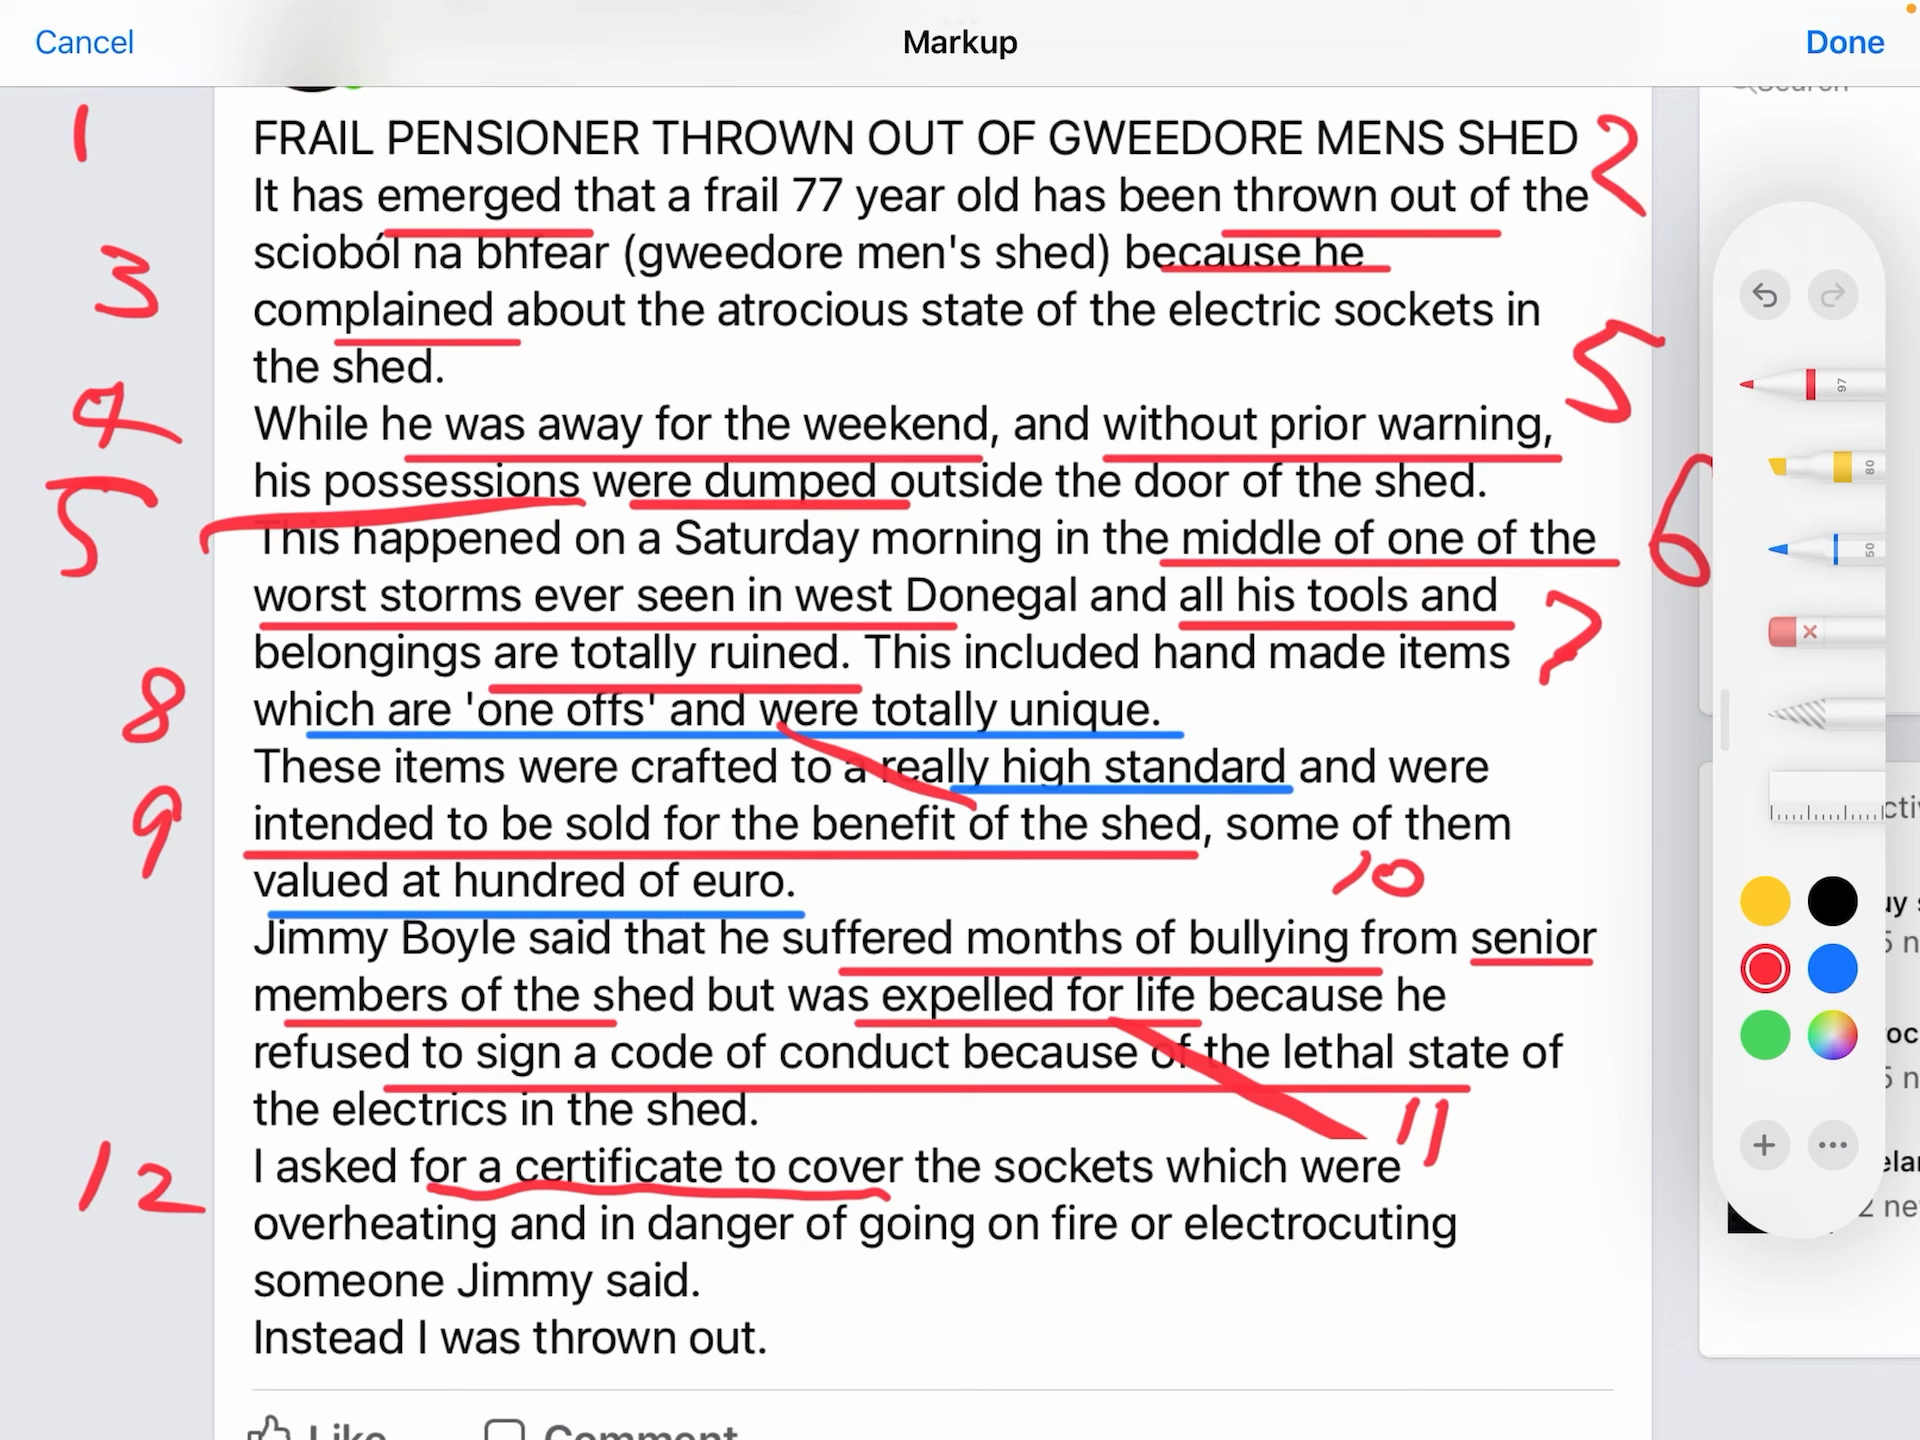 Cancel
Markup
Done
1
FRAIL PENSIONER THROWN OUT OF GWEEDORE MENS SHED
2
It has emerged that a frail 77 year old has been thrown out of the
scioból na bhfear (gweedore men's shed) because he
3
complained about the atrocious state of the electric sockets in
the shed.
5
4
While he was away for the weekend, and without prior warning,
5
his possessions were dumped outside the door of the shed.
6
This happened on a Saturday morning in the middle of one of the
worst storms ever seen in west Donegal and all his tools and
7
belongings are totally ruined. This included hand made items
8
which are 'one offs' and were totally unique.
These items were crafted to a really high standard and were
9
intended to be sold for the benefit of the shed, some of them
valued at hundred of euro.
10
Jimmy Boyle said that he suffered months of bullying from senior
members of the shed but was expelled for life because he
refused to sign a code of conduct because of the lethal state of
the electrics in the shed.
11
12
I asked for a certificate to cover the sockets which were
overheating and in danger of going on fire or electrocuting
someone Jimmy said.
Instead I was thrown out.
Like
Comment
Search
97
80
50